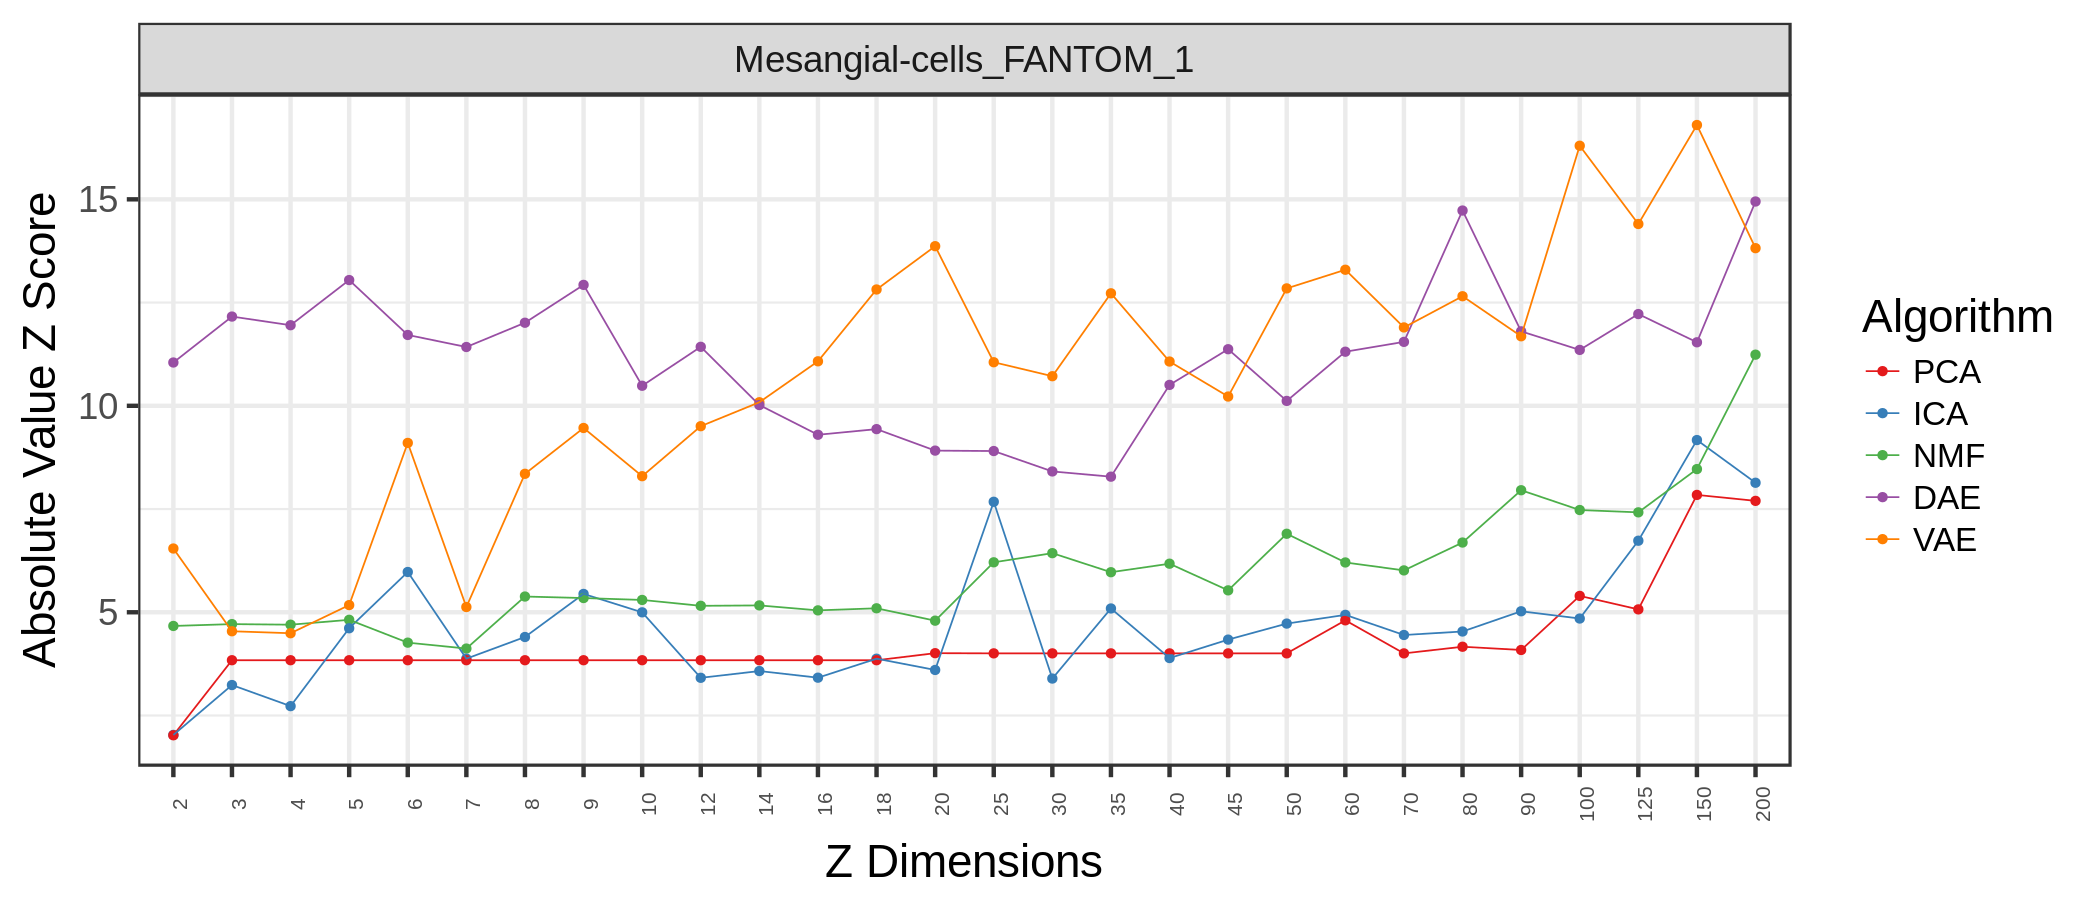 Mesangial-cells_FANTOM_1
Absolute Value Z Score
15
10
5
2 3 4 5 6 7 8 9 10 12 14 16 18 20 25 30 35 40 45 50 60 70 80 90 100 125 150 200
Z Dimensions
Algorithm
PCA
ICA
NMF
DAE
VAE